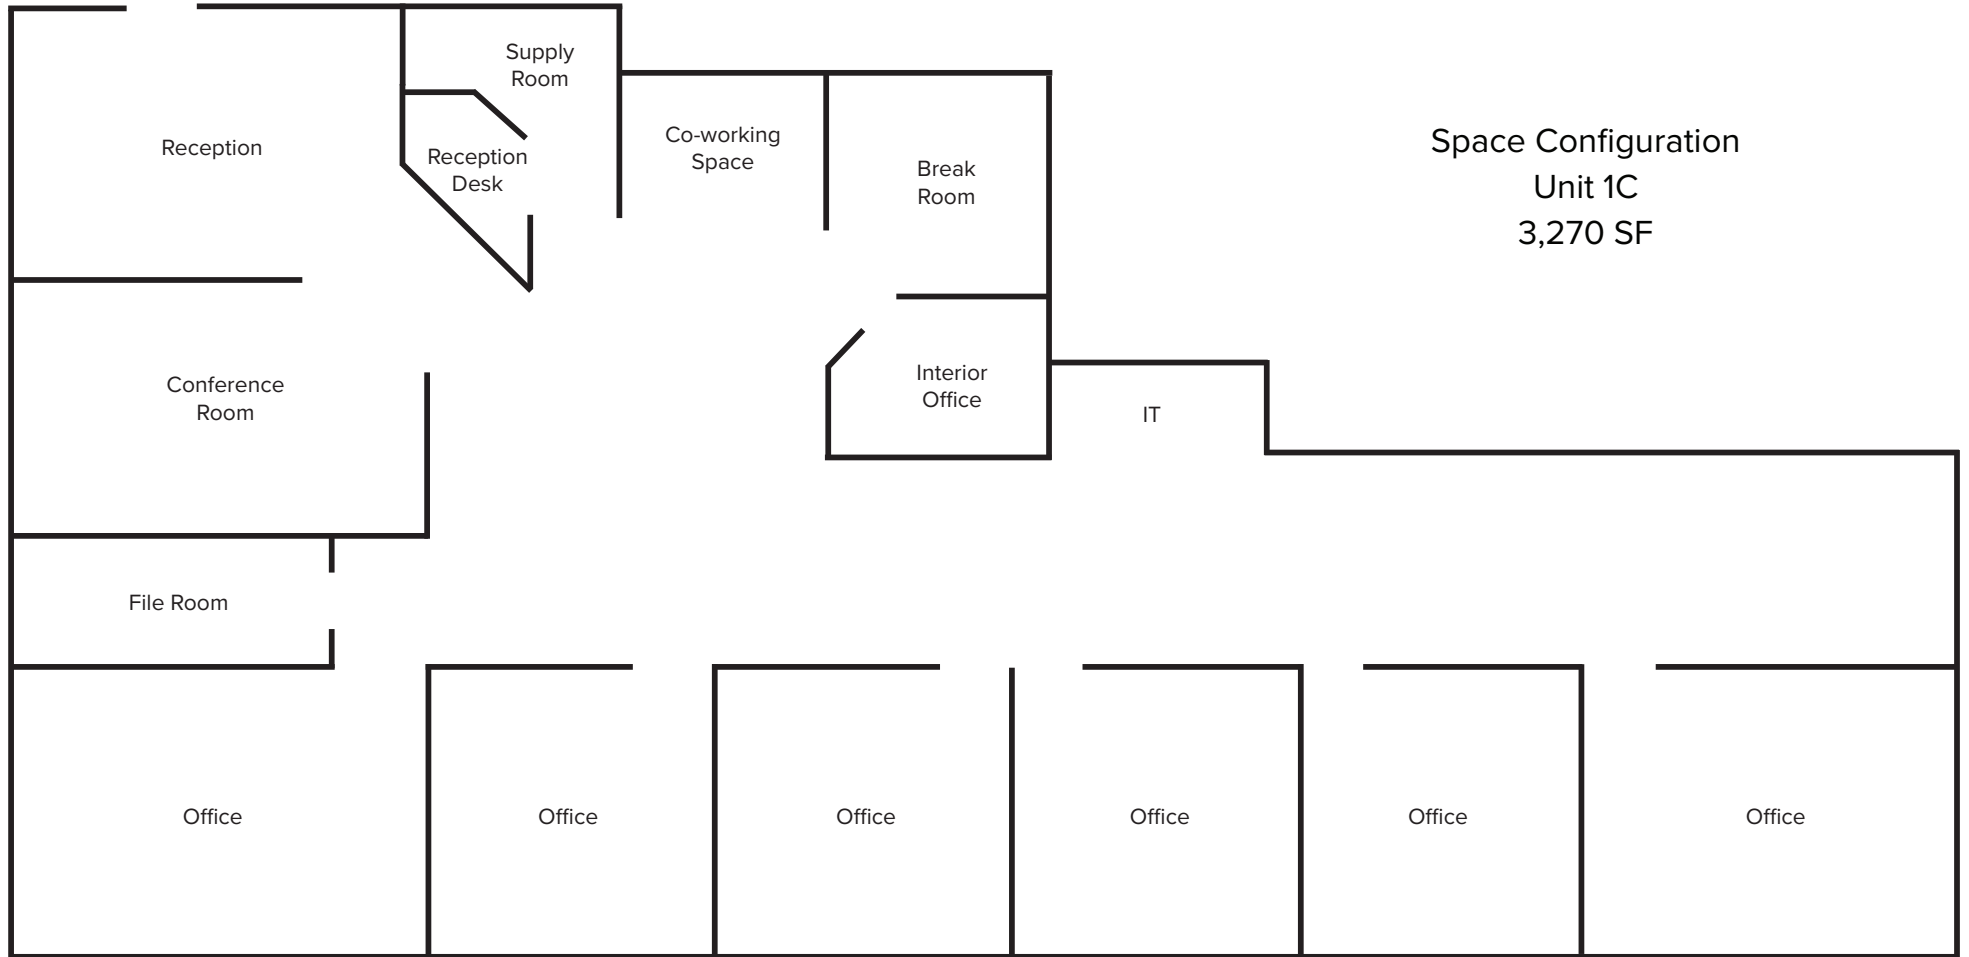 Supply
Room
Reception
Co-working
Space
Reception
Desk
Break
Room
Space Configuration
Unit 1C
3,270 SF
Conference
Room
Interior
Office
IT
File Room
Office
Office
Office
Office
Office
Office